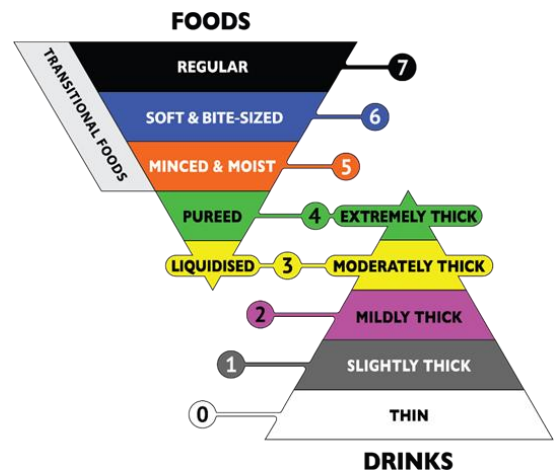 FOODS
TRANSITIONAL FOODS
REGULAR
7
SOFT & BITE-SIZED
6
MINCED & MOIST
5
PUREED
4
EXTREMELY THICK
LIQUIDISED
3
MODERATELY THICK
2
MILDLY THICK
1
SLIGHTLY THICK
0
THIN
DRINKS